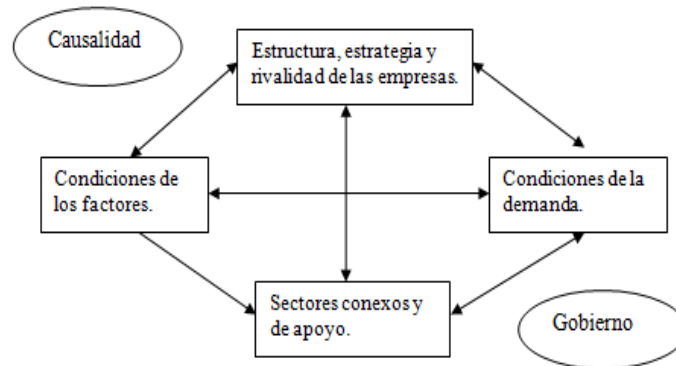 Causalidad
Estructura, estrategia y
rivalidad de las empresas.
Condiciones de
los factores.
Condiciones de la
demanda.
Sectores conexos y
de apoyo.
Gobierno